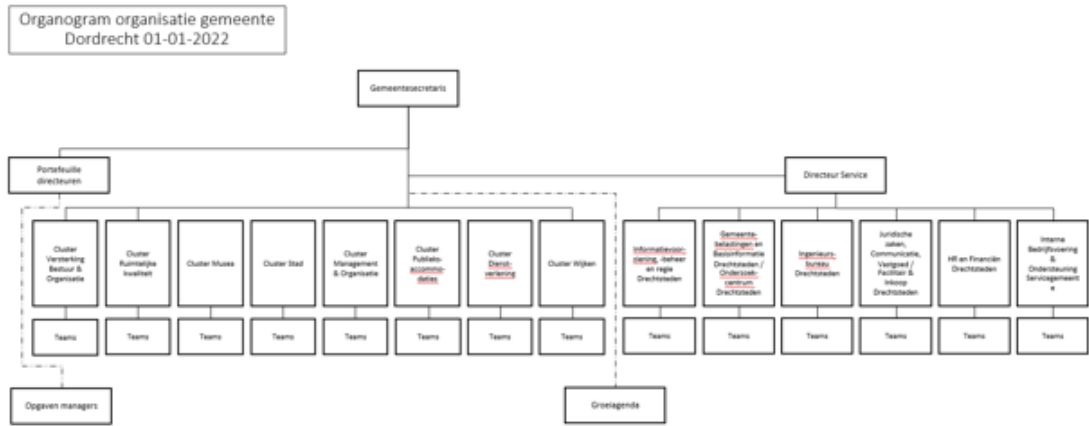 Organogram organisatie gemeente
Dordrecht 01-01-2022
Gemeentesecretaris
Portefeuille
directeuren
Directeur Service
Cluster
Versterking
Bestuur &
Organisatie
Cluster
Ruimtelijke
kwaliteit
Cluster Musea
Cluster Stad
Cluster
Management
& Organisatie
Cluster
Publieks-
accommo-
daties
Cluster
Dienst-
verlening
Cluster Wijken
Informatievoor-
ziening, -beheer
en regie
Drechtsteden
Gemeente-
belastingen en
Basisinformatie
Drechtsteden /
Onderzoek-
centrum
Drechtsteden
Ingenieurs-
bureau
Drechtsteden
Juridische
zaken,
Communicatie,
Vastgoed /
Facilitair &
Inkoop
Drechtsteden
HR en Financiën
Drechtsteden
Interne
Bedrijfsvoering
&
Ondersteuning
Servicegemeent
e
Teams
Teams
Teams
Teams
Teams
Teams
Teams
Teams
Teams
Teams
Teams
Teams
Teams
Teams
Opgaven managers
Groeiagenda